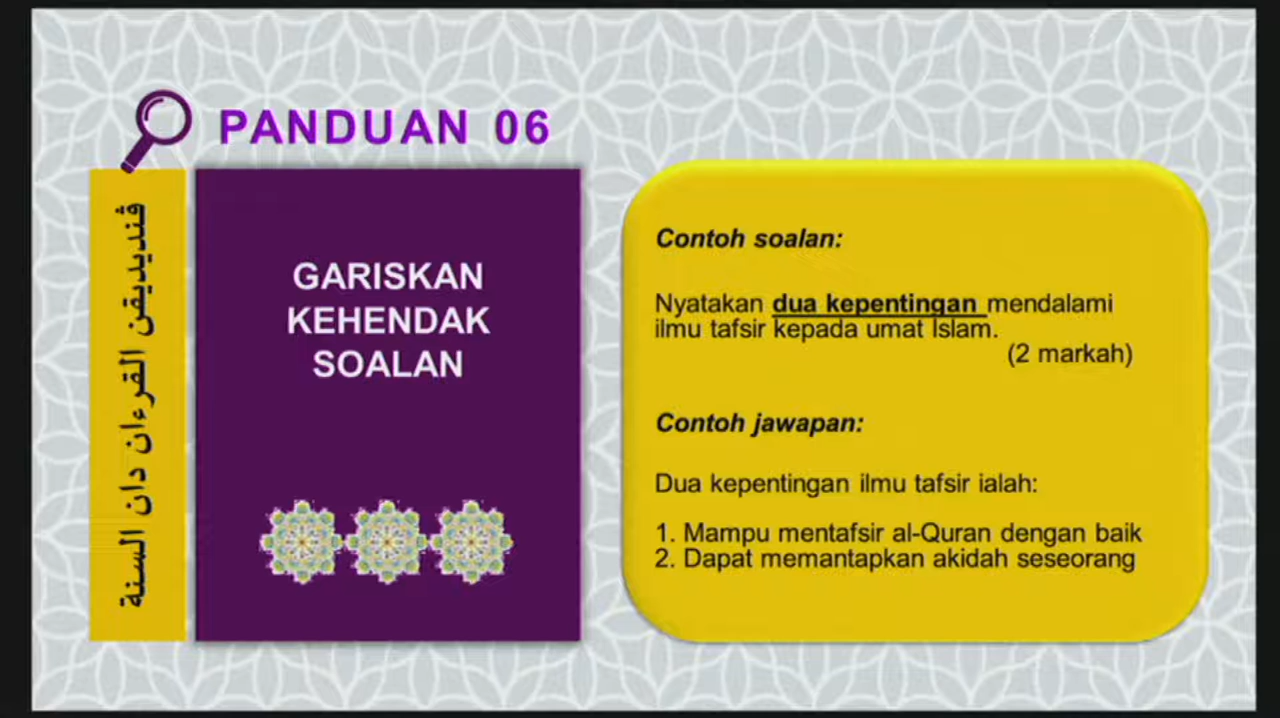 PANDUAN 06
ڤنديديقن القرءان دان السنة
GARISKAN
KEHENDAK
SOALAN
Contoh soalan:
Nyatakan dua kepentingan mendalami
ilmu tafsir kepada umat Islam.
(2 markah)
Contoh jawapan:
Dua kepentingan ilmu tafsir ialah:
1. Mampu mentafsir al-Quran dengan baik
2. Dapat memantapkan akidah seseorang